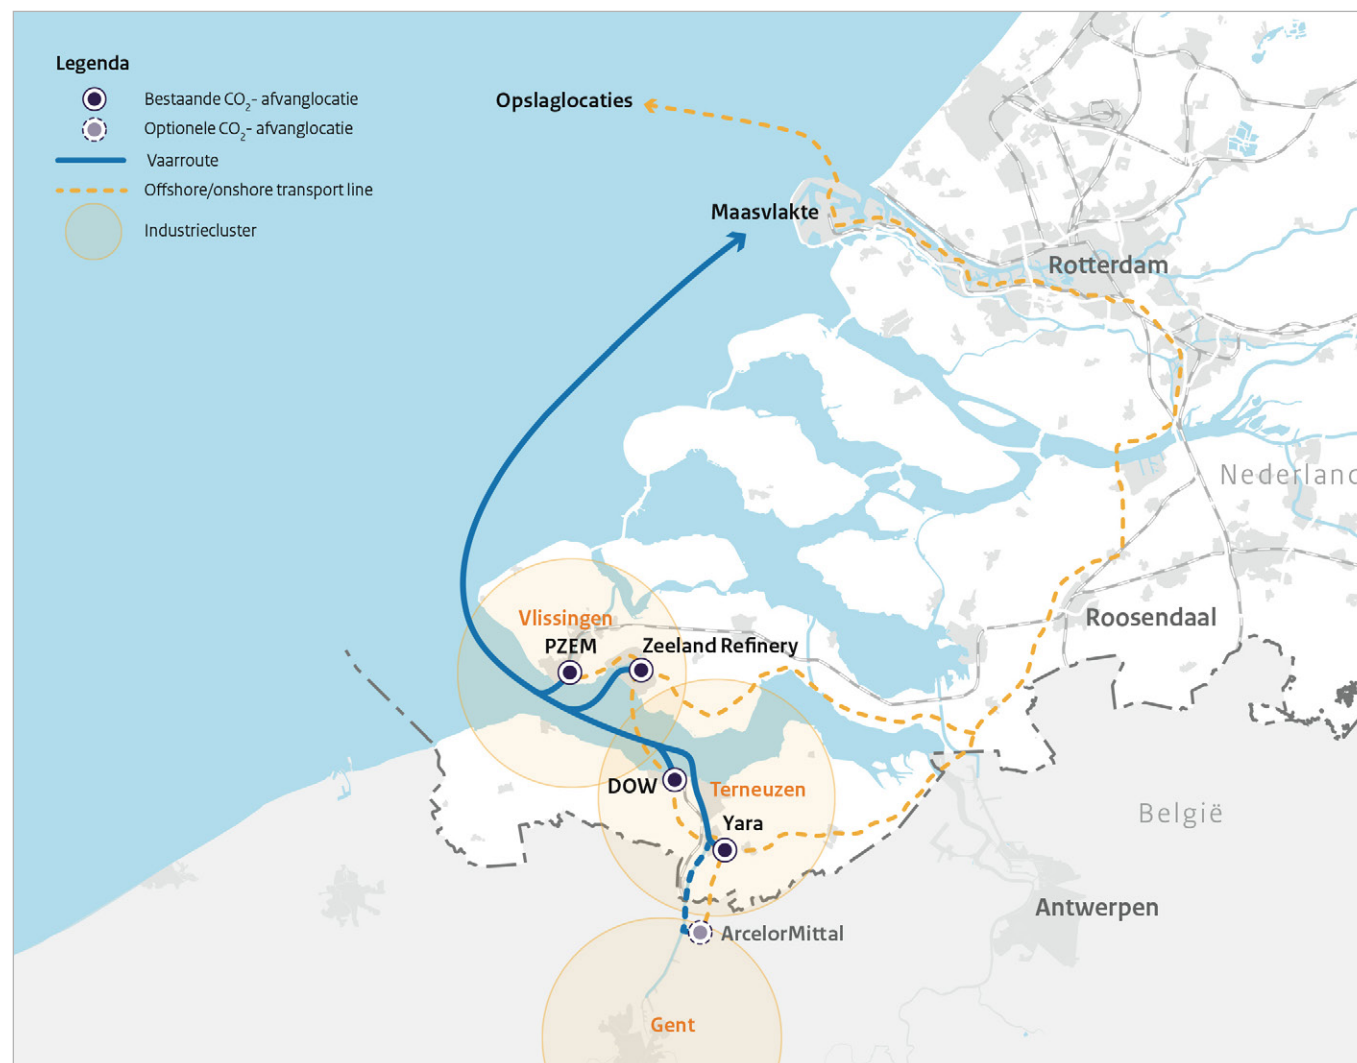 Legenda
Bestaande CO₂- afvanglocatie
Optionele CO₂- afvanglocatie
Vaarroute
Offshore/onshore transport line
Industriecluster
Opslaglocaties
Maasvlakte
Rotterdam
Nederland
Roosendaal
Vlissingen
PZEM
Zeeland Refinery
DOW
Terneuzen
Yara
België
Antwerpen
ArcelorMittal
Gent